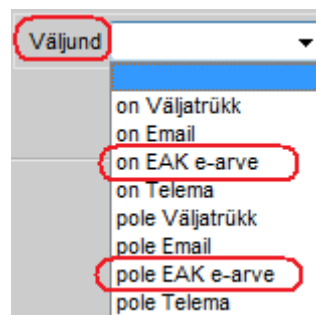 Väljund
on Väljatrükk
on Email
on EAK e-arve
on Telema
pole Väljatrükk
pole Email
pole EAK e-arve
pole Telema